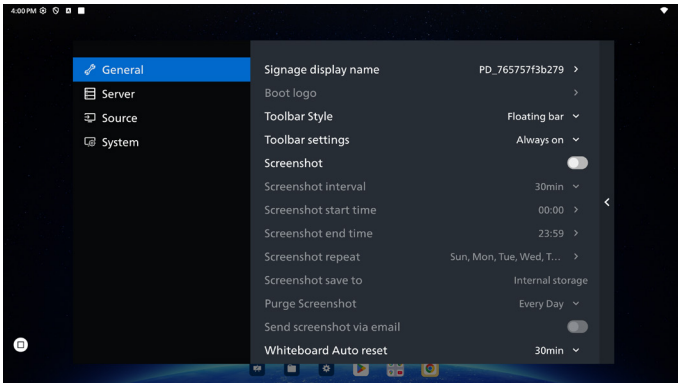 4:00 PM
General
Server
Source
System
Signage display name PD_765757f3b279
Boot logo
Toolbar Style Floating bar
Toolbar settings Always on
Screenshot
Screenshot interval 30min
Screenshot start time 00:00
Screenshot end time 23:59
Screenshot repeat Sun, Mon, Tue, Wed, T...
Screenshot save to Internal storage
Purge Screenshot Every Day
Send screenshot via email
Whiteboard Auto reset 30min